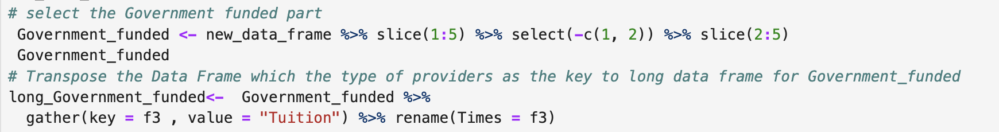 # select the Government funded part
Government_funded <- new_data_frame %>% slice(1:5) %>% select(-c(1, 2)) %>% slice(2:5)
Government_funded
# Transpose the Data Frame which the type of providers as the key to long data frame for Government_funded
long_Government_funded<-  Government_funded %>%
  gather(key = f3 , value = "Tuition") %>% rename(Times = f3)